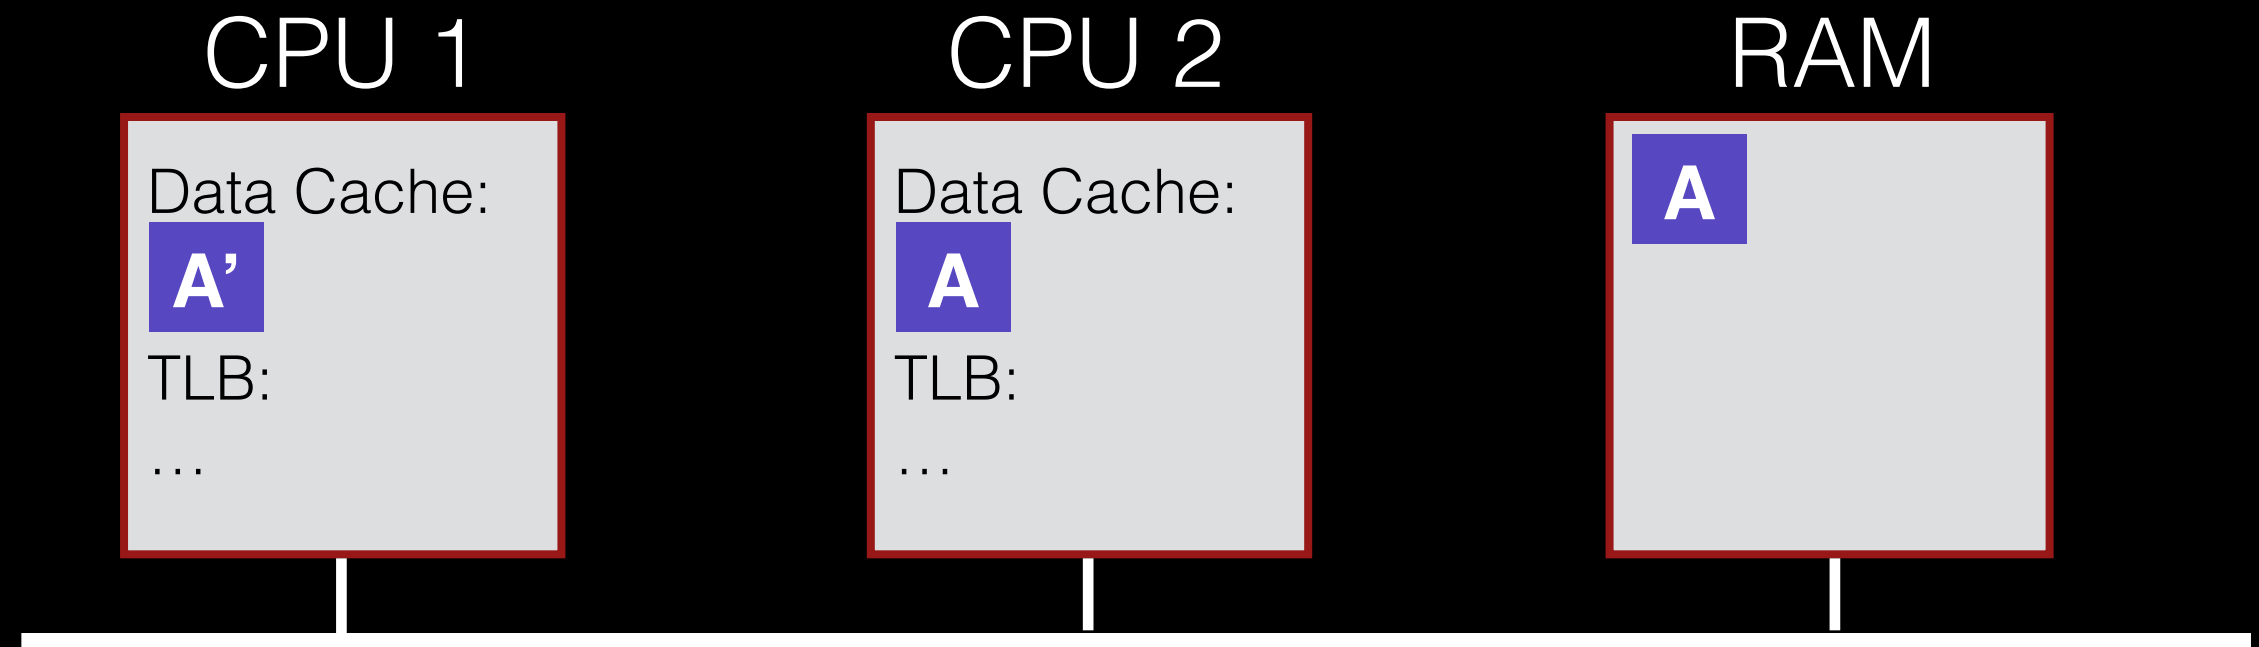 CPU 1
Data Cache:
A’
TLB:
…
CPU 2
Data Cache:
A
TLB:
…
RAM
A